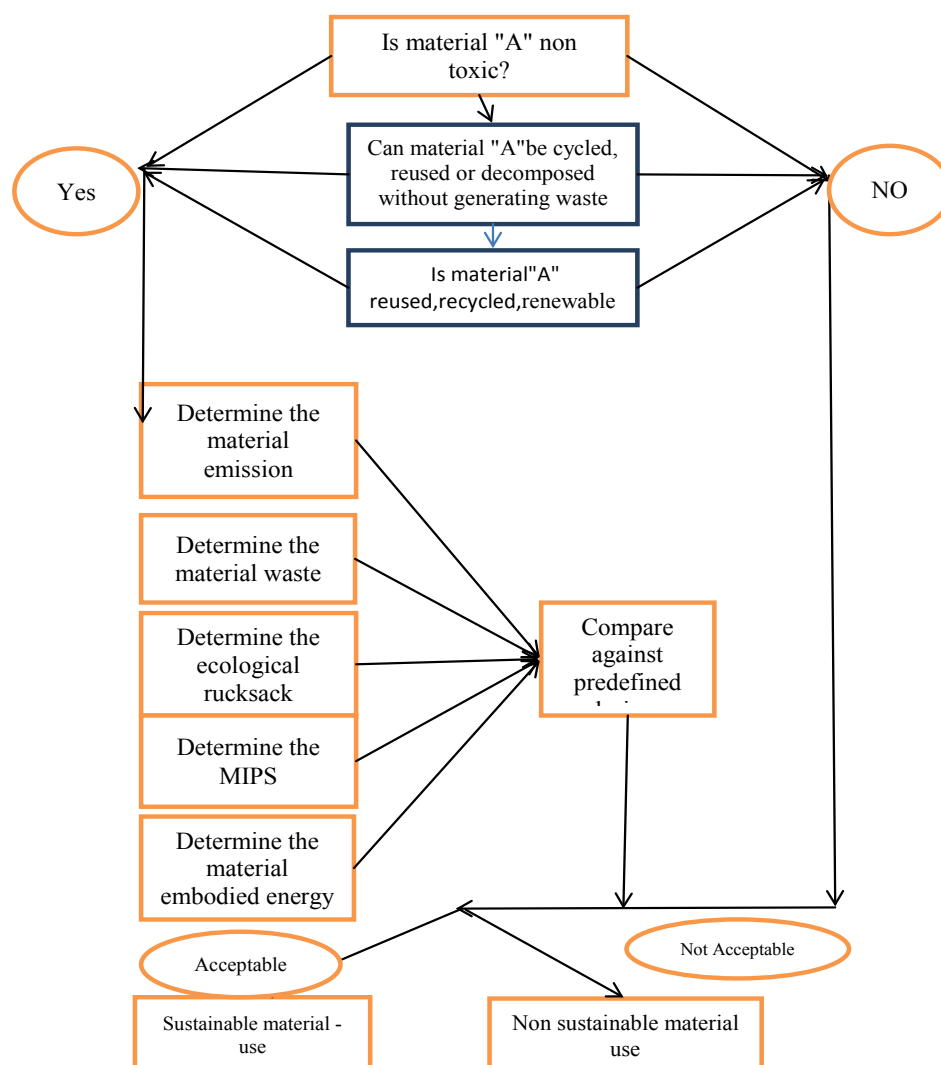 Is material "A" non
toxic?
Can material "A"be cycled,
reused or decomposed
without generating waste
Yes
NO
Is material"A"
reused,recycled,renewable
Determine the
material
emission
Determine the
material waste
Determine the
ecological
rucksack
Compare
against
predefined
Determine the
MIPS
Determine the
material
embodied energy
Acceptable
Not Acceptable
Sustainable material -
use
Non sustainable material
use